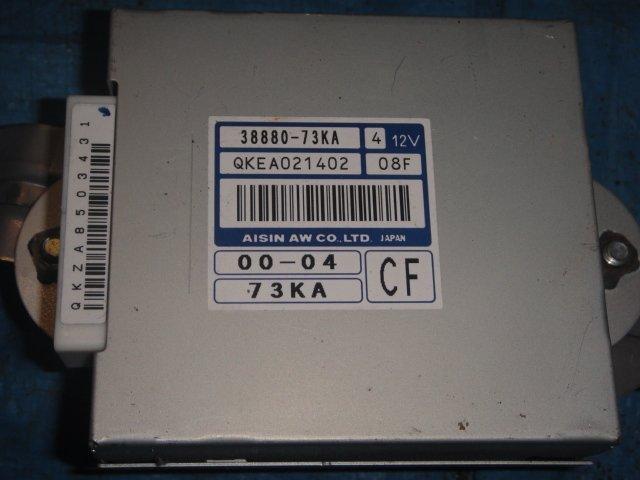 38880-73KA 4 12V
QKEA021402 08F
AISIN AW CO., LTD. JAPAN
00-04
73KA
CF
QKZA8503431